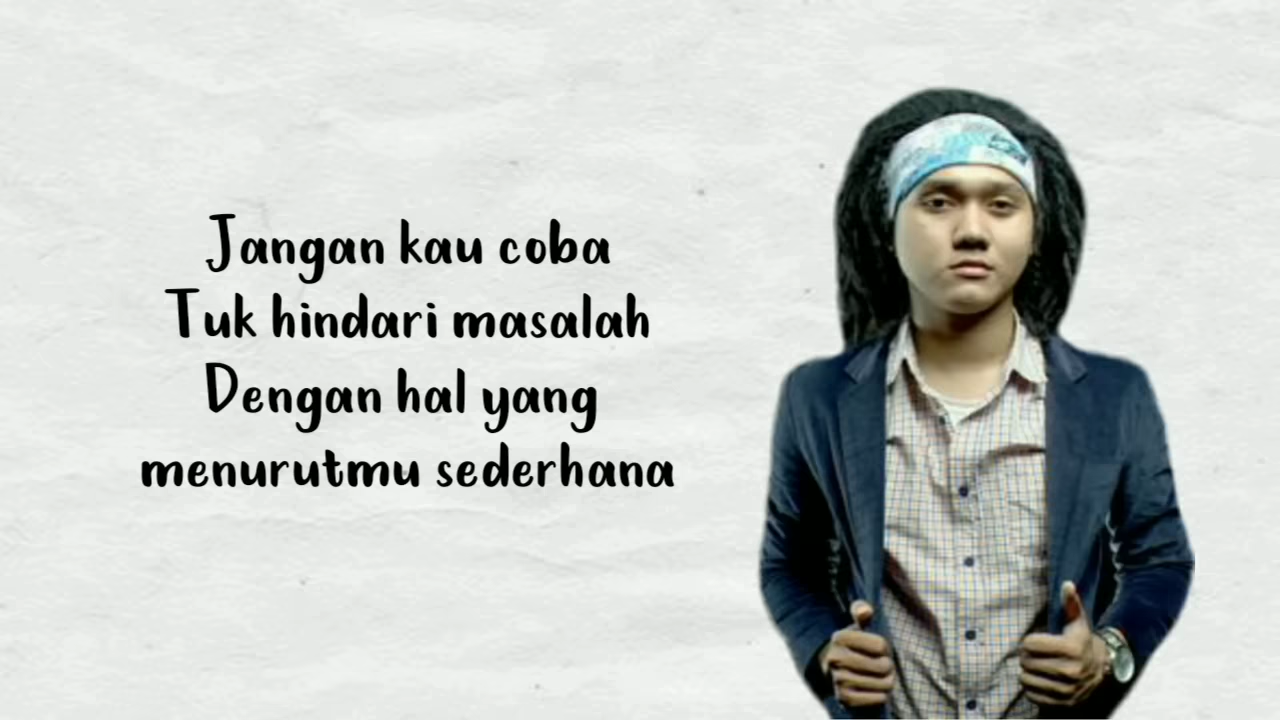 Jangan kau coba
Tuk hindari masalah
Dengan hal yang
menurutmu sederhana